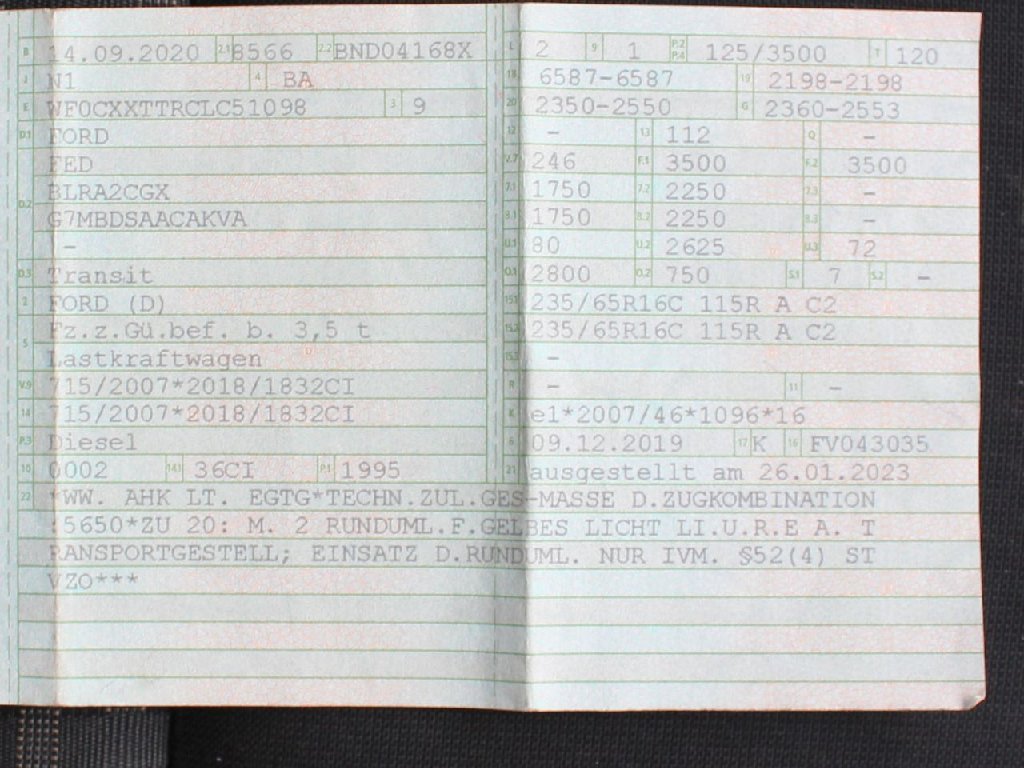 B 14.09.2020 2.1 8566 2.2 BND04168X
J N1 4 BA
E WF0CXXTTRCLC51098 3 9
D.1 FORD
FED
D.2 BLRA2CGX
G7MBDSAACAKVA
-
D.3 Transit
2 FORD (D)
5 Fz.z.Gü.bef. b. 3,5 t
Lastkraftwagen
V.9 715/2007*2018/1832CI
14 715/2007*2018/1832CI
P.3 Diesel
10 0002 14.1 36CI P.1 1995
L 2 9 1 P.2 P.4 125/3500 T 120
18 6587-6587 19 2198-2198
20 2350-2550 G 2360-2553
12 - 13 112 Q -
V.7 246 F.1 3500 F.2 3500
7.1 1750 7.2 2250 7.3 -
8.1 1750 8.2 2250 8.3 -
U.1 80 U.2 2625 U.3 72
O.1 2800 O.2 750 S.1 7 S.2 -
15.1 235/65R16C 115R A C2
15.2 235/65R16C 115R A C2
15.3 -
R - 11 -
K e1*2007/46*1096*16
6 09.12.2019 17 K 16 FV043035
21 ausgestellt am 26.01.2023
22 *WW. AHK LT. EGTG*TECHN.ZUL.GES-MASSE D.ZUGKOMBINATION
:5650*ZU 20: M. 2 RUNDUML.F.GELBES LICHT LI.U.R.E A. T
RANSPORTGESTELL; EINSATZ D.RUNDUML. NUR IVM. §52(4) ST
VZO***